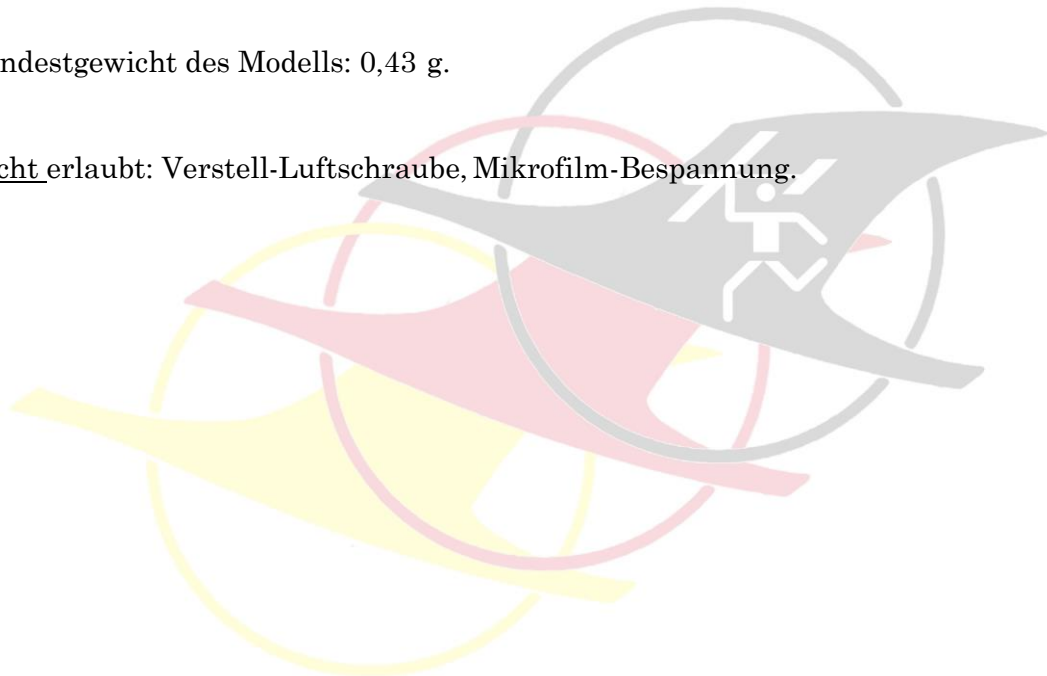 ndestgewicht des Modells: 0,43 g.
cht erlaubt: Verstell-Luftschraube, Mikrofilm-Bespannung.